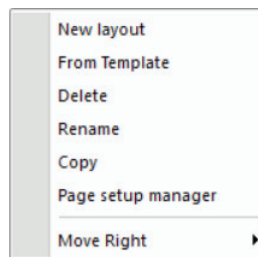 New layout
From Template
Delete
Rename
Copy
Page setup manager
Move Right